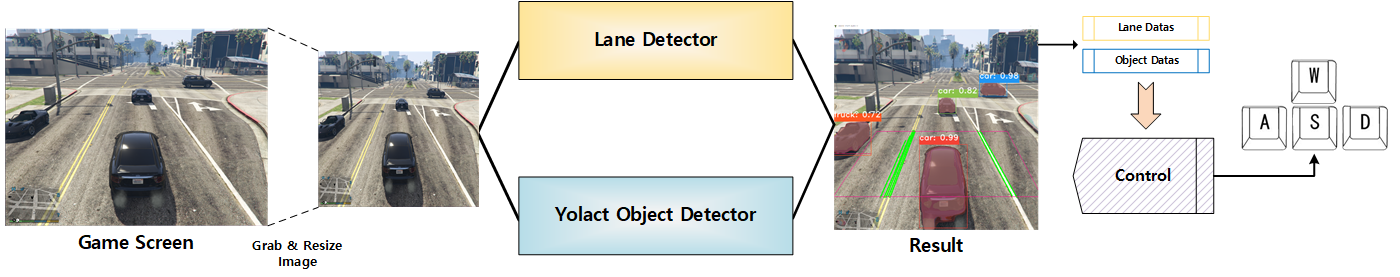 Game Screen
Grab & Resize
Image
Lane Detector
Yolact Object Detector
car: 0.98
car: 0.82
truck: 0.72
car: 0.99
Result
Lane Datas
Object Datas
Control
W
A
S
D